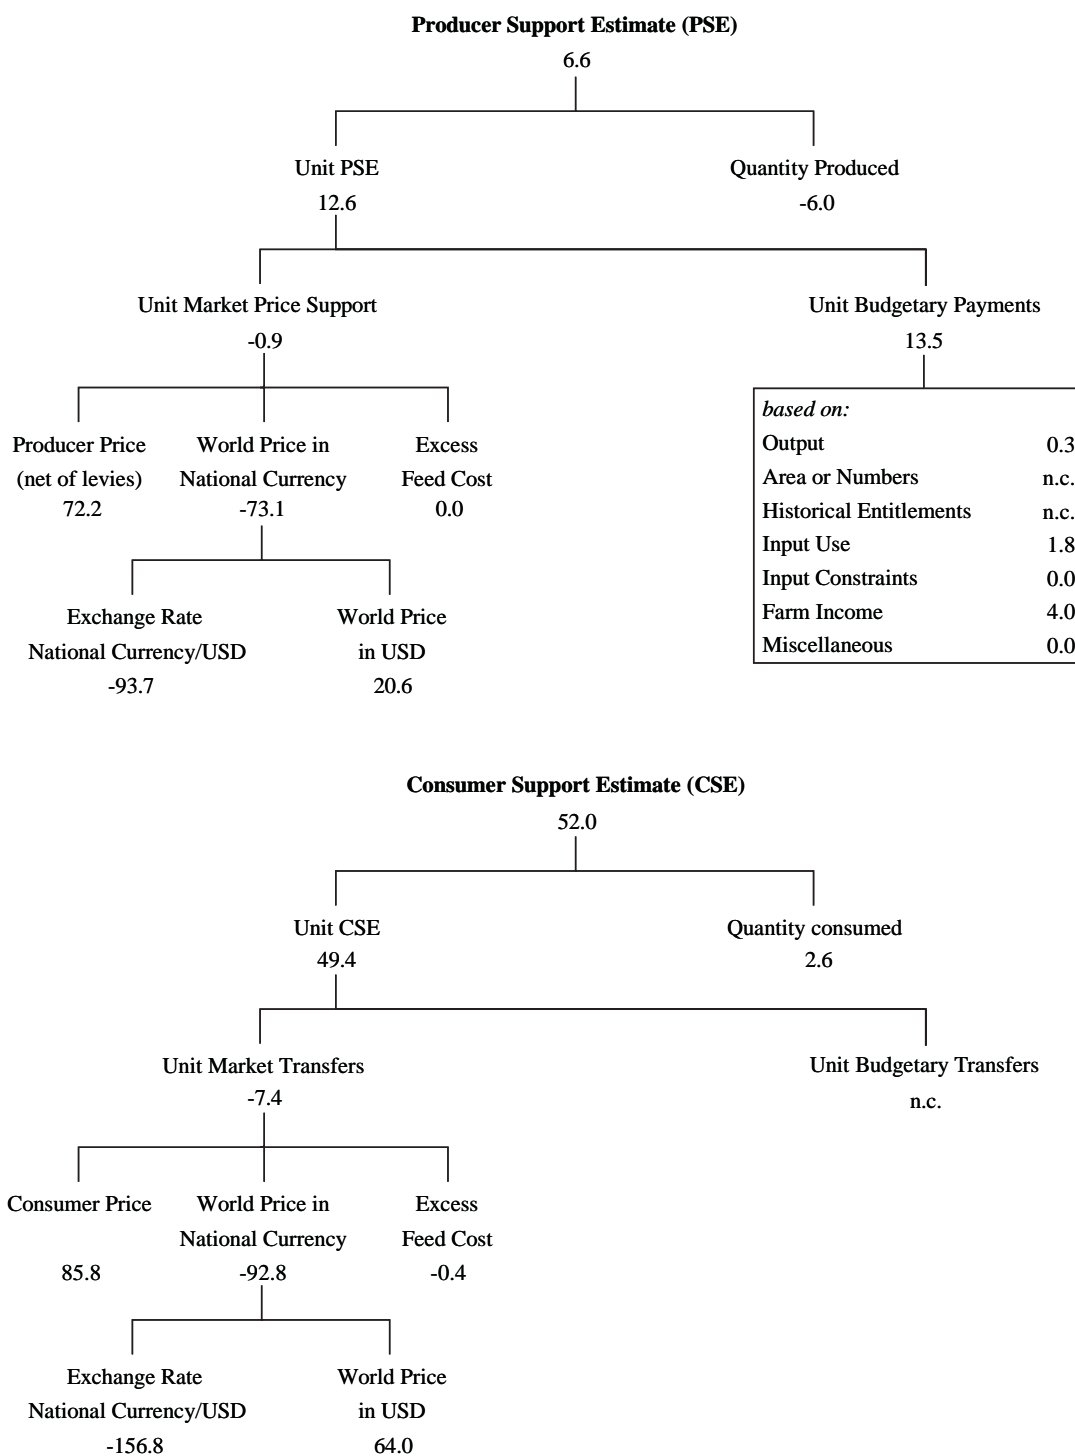 Producer Support Estimate (PSE)
6.6
Unit PSE
Quantity Produced
12.6
-6.0
Unit Market Price Support
Unit Budgetary Payments
-0.9
13.5
based on:
Output 0.3
Area or Numbers n.c.
Historical Entitlements n.c.
Input Use 1.8
Input Constraints 0.0
Farm Income 4.0
Miscellaneous 0.0
Producer Price
(net of levies)
72.2
World Price in
National Currency
-73.1
Excess
Feed Cost
0.0
Exchange Rate
National Currency/USD
-93.7
World Price
in USD
20.6
Consumer Support Estimate (CSE)
52.0
Unit CSE
Quantity consumed
49.4
2.6
Unit Market Transfers
Unit Budgetary Transfers
-7.4
n.c.
Consumer Price
85.8
World Price in
National Currency
-92.8
Excess
Feed Cost
-0.4
Exchange Rate
National Currency/USD
-156.8
World Price
in USD
64.0